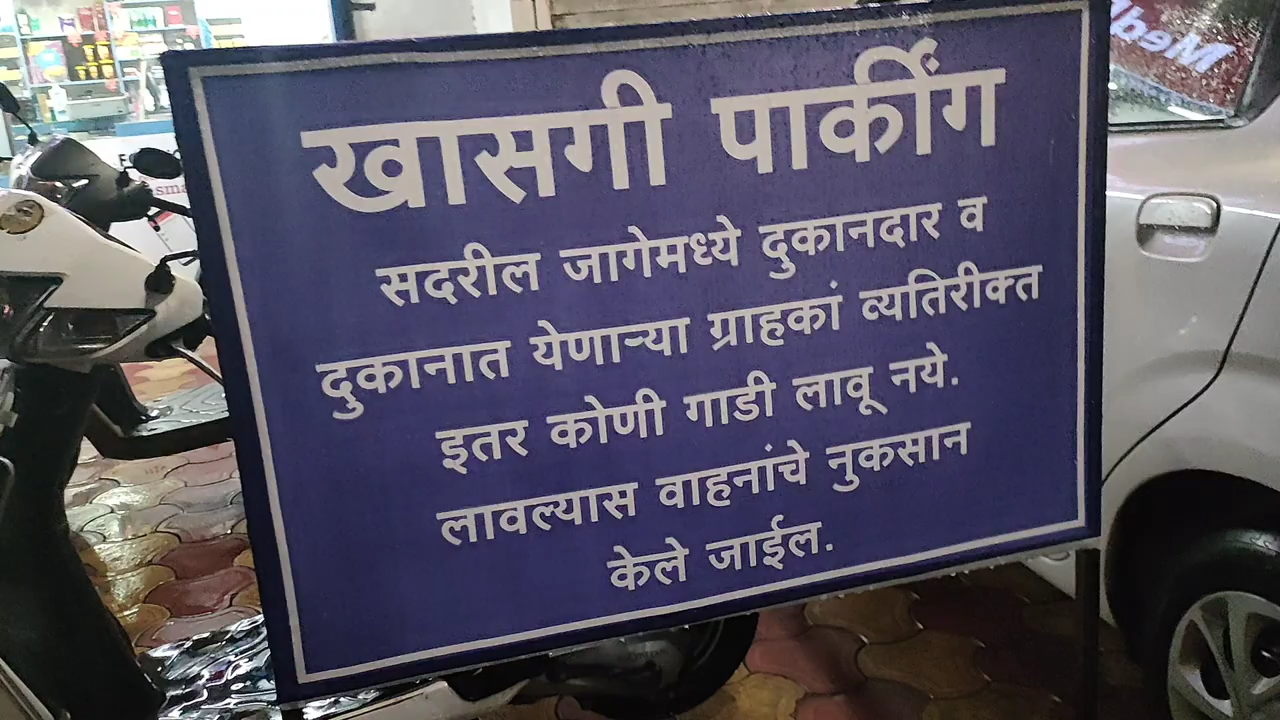 खासगी पार्कींग
सदरील जागेमध्ये दुकानदार व
दुकानात येणाऱ्या ग्राहकां व्यतिरीक्त
इतर कोणी गाडी लावू नये.
लावल्यास वाहनांचे नुकसान
केले जाईल.